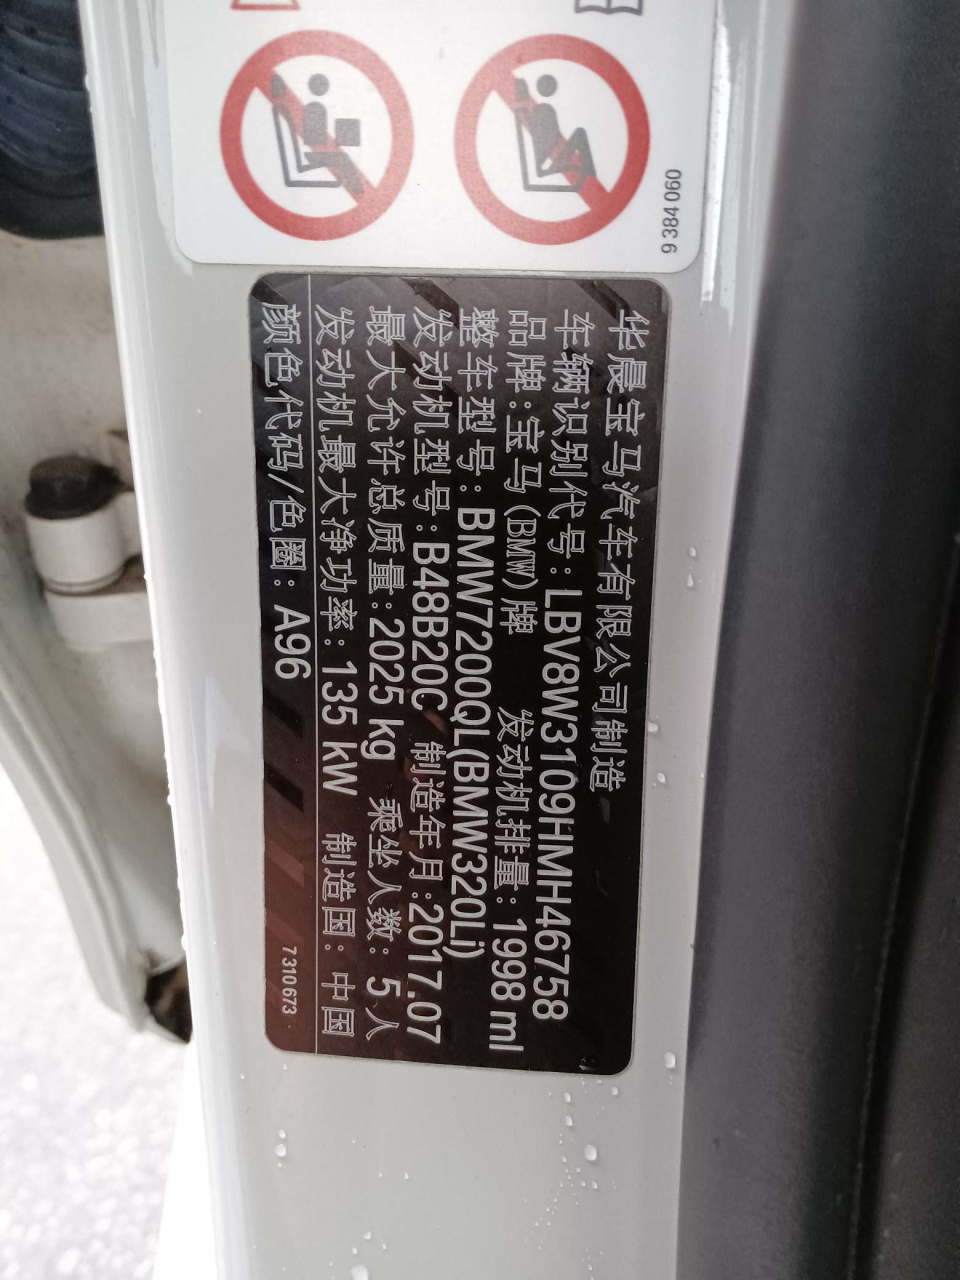 9 384 060
华晨宝马汽车有限公司制造
车辆识别代号: LBV8W3109HMH46758
品牌:宝马(BMW)牌 发动机排量: 1998 ml
整车型号: BMW7200QL(BMW320Li)
发动机型号: B48B20C 制造年月:2017.07
最大允许总质量:2025 kg 乘坐人数: 5 人
发动机最大净功率: 135 kW 制造国: 中国
颜色代码/色圈: A96
7 310 673